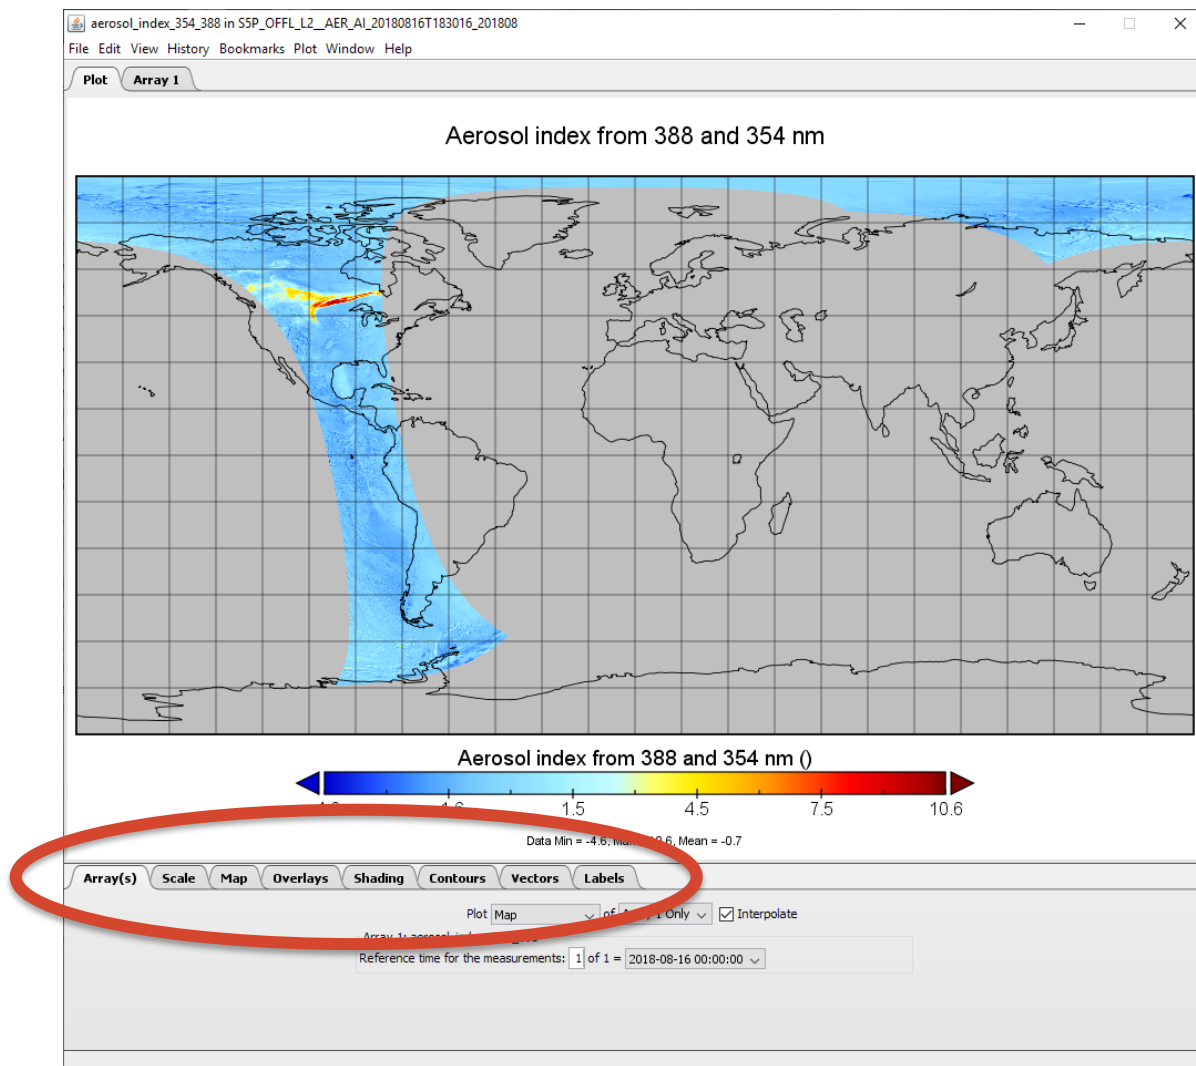 aerosol_index_354_388 in S5P_OFFL_L2__AER_AI_20180816T183016_201808
File Edit View History Bookmarks Plot Window Help
Plot Array 1
Aerosol index from 388 and 354 nm
Aerosol index from 388 and 354 nm ()
1.5 4.5 7.5 10.6
Data Min = -4.6, Mean = -0.7
Array(s) Scale Map Overlays Shading Contours Vectors Labels
Plot Map of Only Interpolate
Array 1:
Reference time for the measurements: 1 of 1 = 2018-08-16 00:00:00